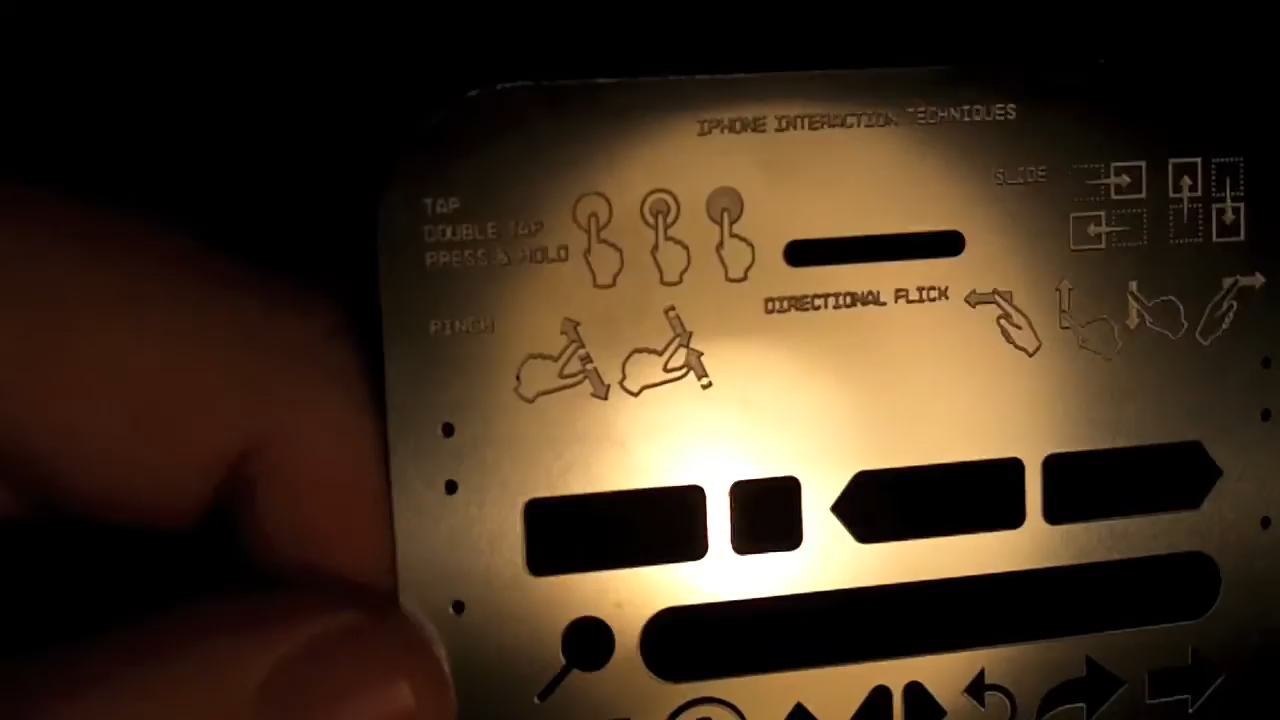 IPHONE INTERACTION TECHNIQUES
TAP
DOUBLE TAP
PRESS & HOLD
SLIDE
DIRECTIONAL FLICK
PINCH